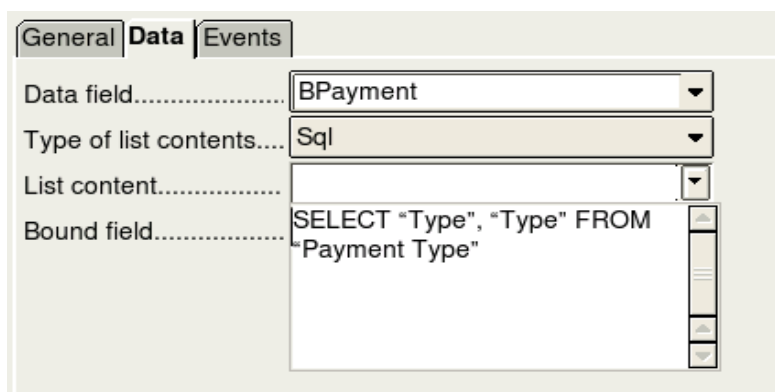 General Data Events
Data field..................... BPayment
Type of list contents.... Sql
List content.................
Bound field.................. SELECT “Type”, “Type” FROM
“Payment Type”